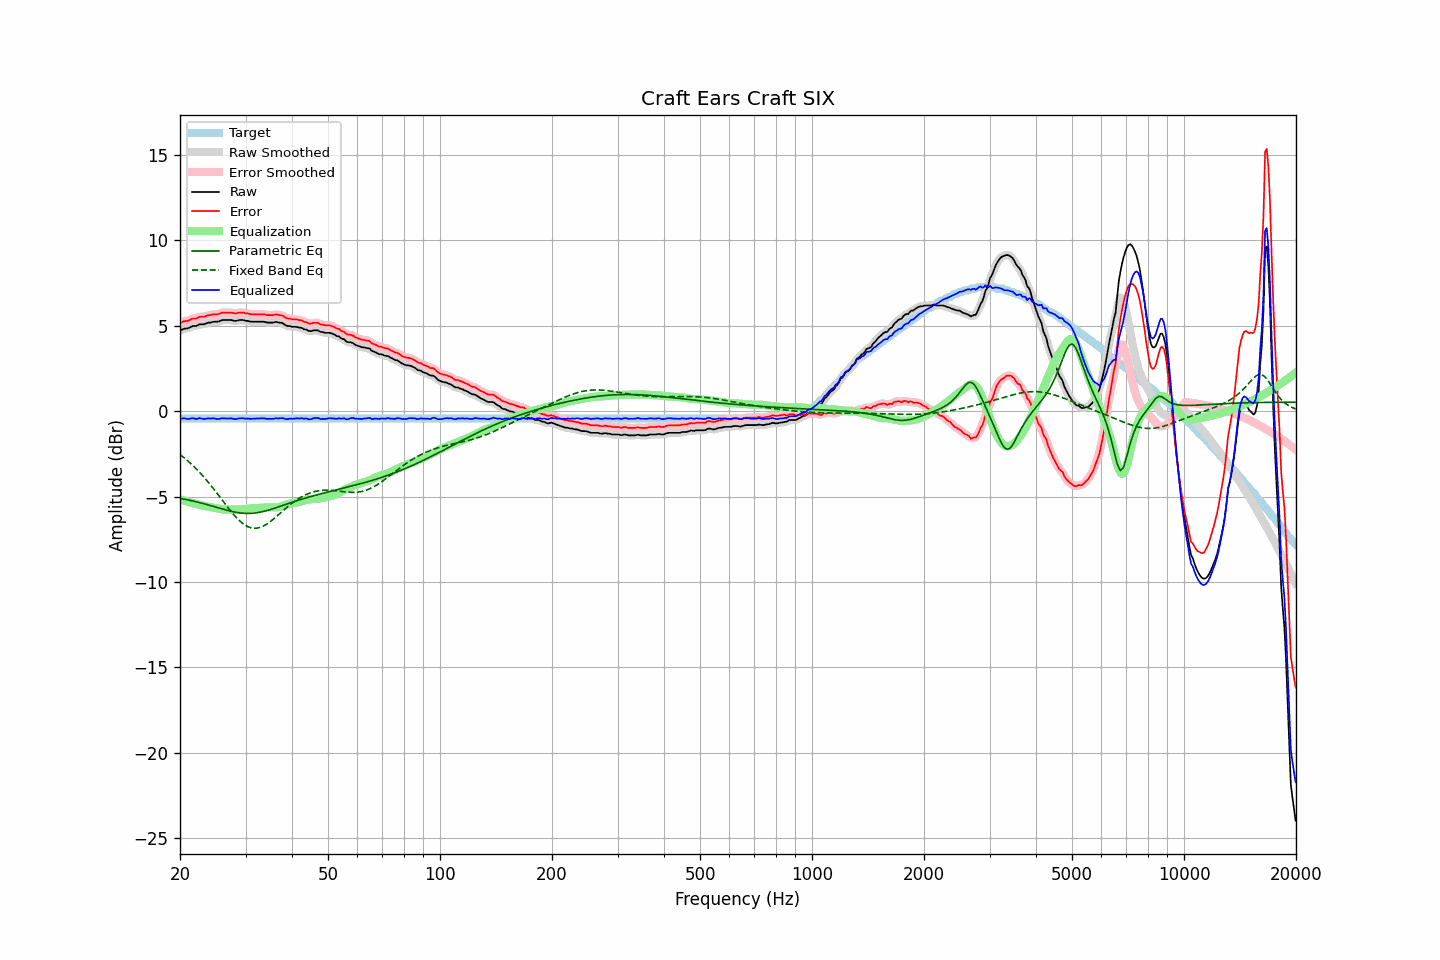 Craft Ears Craft SIX
Target
Raw Smoothed
Error Smoothed
Raw
Error
Equalization
Parametric Eq
Fixed Band Eq
Equalized
15
10
5
0
−5
−10
−15
−20
−25
Amplitude (dBr)
20 50 100 200 500 1000 2000 5000 10000 20000
Frequency (Hz)